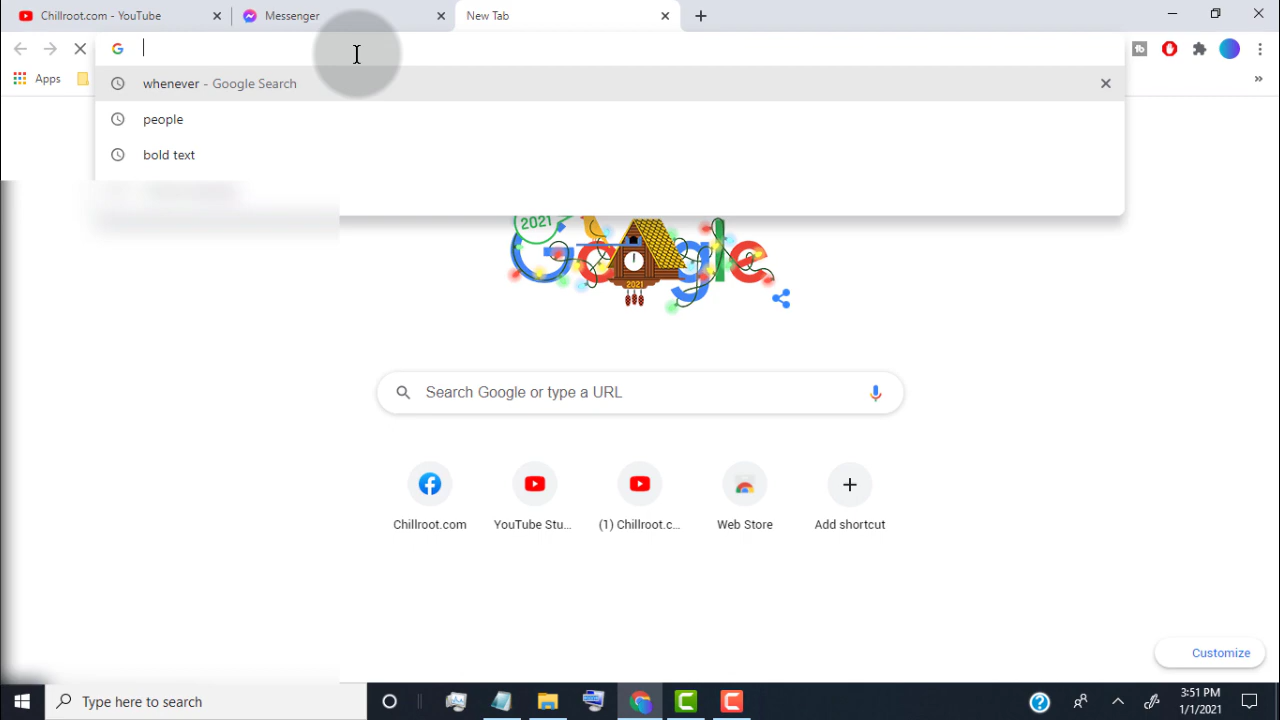 Chillroot.com - YouTube
Messenger
New Tab
whenever - Google Search
Apps
people
bold text
2021
Google
2021
Search Google or type a URL
Chillroot.com
YouTube Stu...
(1) Chillroot.c...
Web Store
Add shortcut
Customize
Type here to search
3:51 PM
1/1/2021